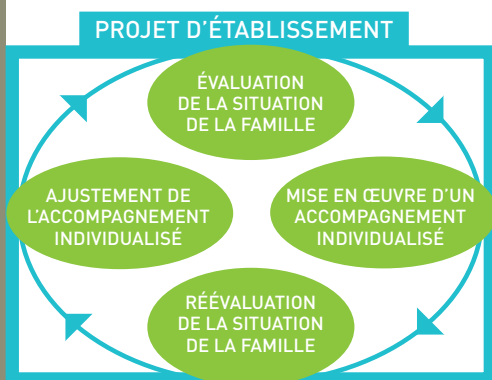 PROJET D'ÉTABLISSEMENT
ÉVALUATION
DE LA SITUATION
DE LA FAMILLE
MISE EN ŒUVRE D'UN
ACCOMPAGNEMENT
INDIVIDUALISÉ
RÉÉVALUATION
DE LA SITUATION
DE LA FAMILLE
AJUSTEMENT DE
L'ACCOMPAGNEMENT
INDIVIDUALISÉ